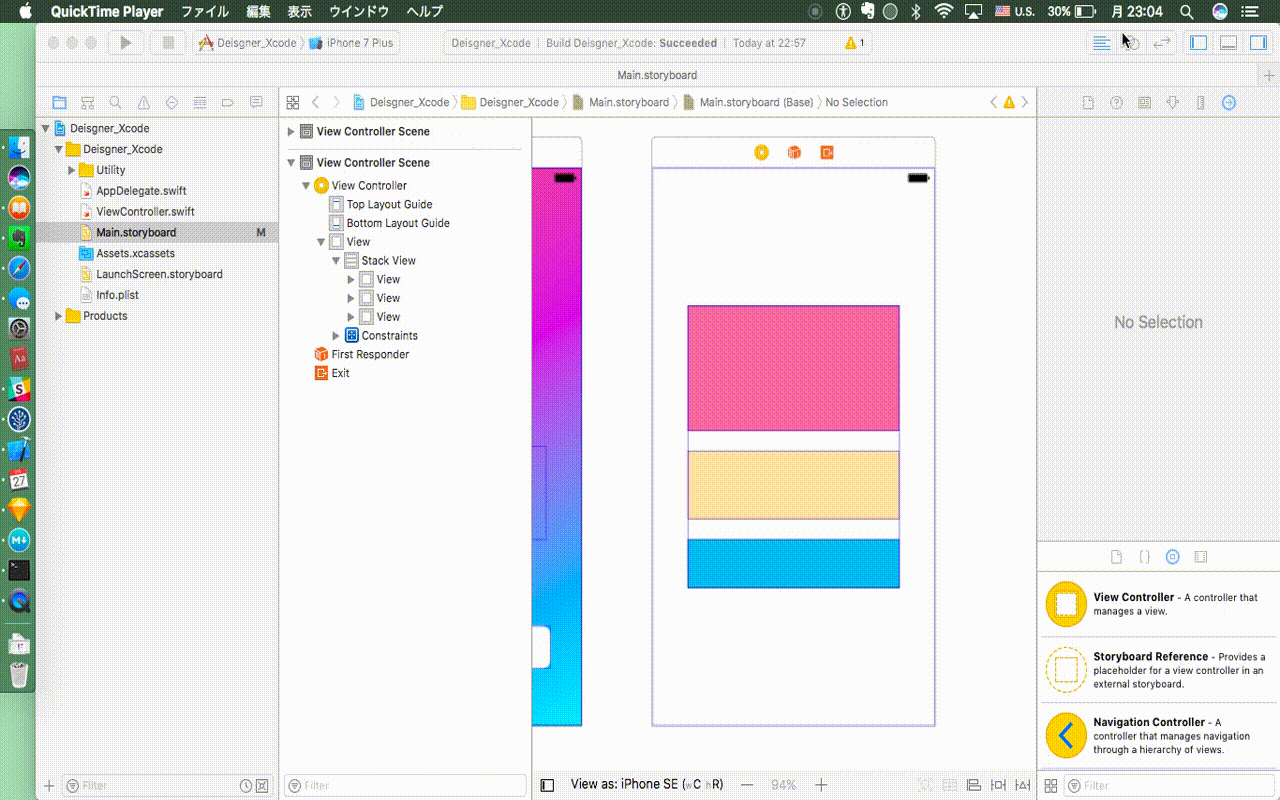 QuickTime Player ファイル 編集 表示 ウインドウ ヘルプ U.S. 30% 月 23:04
Deisgner_Xcode iPhone 7 Plus Deisgner_Xcode | Build Deisgner_Xcode: Succeeded | Today at 22:57 1
Main.storyboard
Deisgner_Xcode Deisgner_Xcode Main.storyboard Main.storyboard (Base) No Selection
Deisgner_Xcode
Deisgner_Xcode
Utility
AppDelegate.swift
ViewController.swift
Main.storyboard M
Assets.xcassets
LaunchScreen.storyboard
Info.plist
Products
View Controller Scene
View Controller Scene
View Controller
Top Layout Guide
Bottom Layout Guide
View
Stack View
View
View
View
Constraints
First Responder
Exit
No Selection
View Controller - A controller that
manages a view.
Storyboard Reference - Provides a
placeholder for a view controller in an
external storyboard.
Navigation Controller - A
controller that manages navigation
through a hierarchy of views.
Filter
Filter
View as: iPhone SE (wC hR) — 94% +
Filter